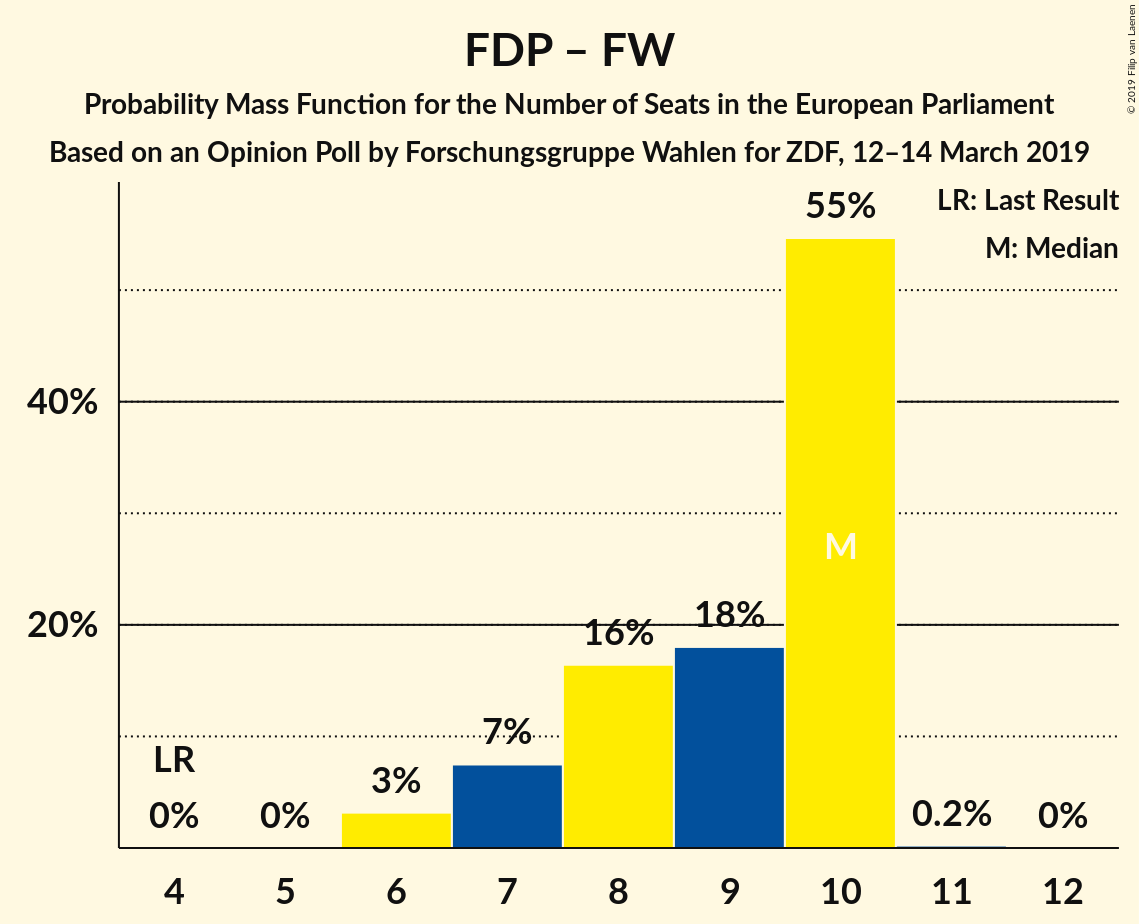 FDP – FW
Probability Mass Function for the Number of Seats in the European Parliament
Based on an Opinion Poll by Forschungsgruppe Wahlen for ZDF, 12–14 March 2019
© 2019 Filip van Laenen
LR: Last Result
M: Median
55%
40%
M
20%
18%
16%
7%
LR
3%
0%
0%
0.2%
0%
4 5 6 7 8 9 10 11 12